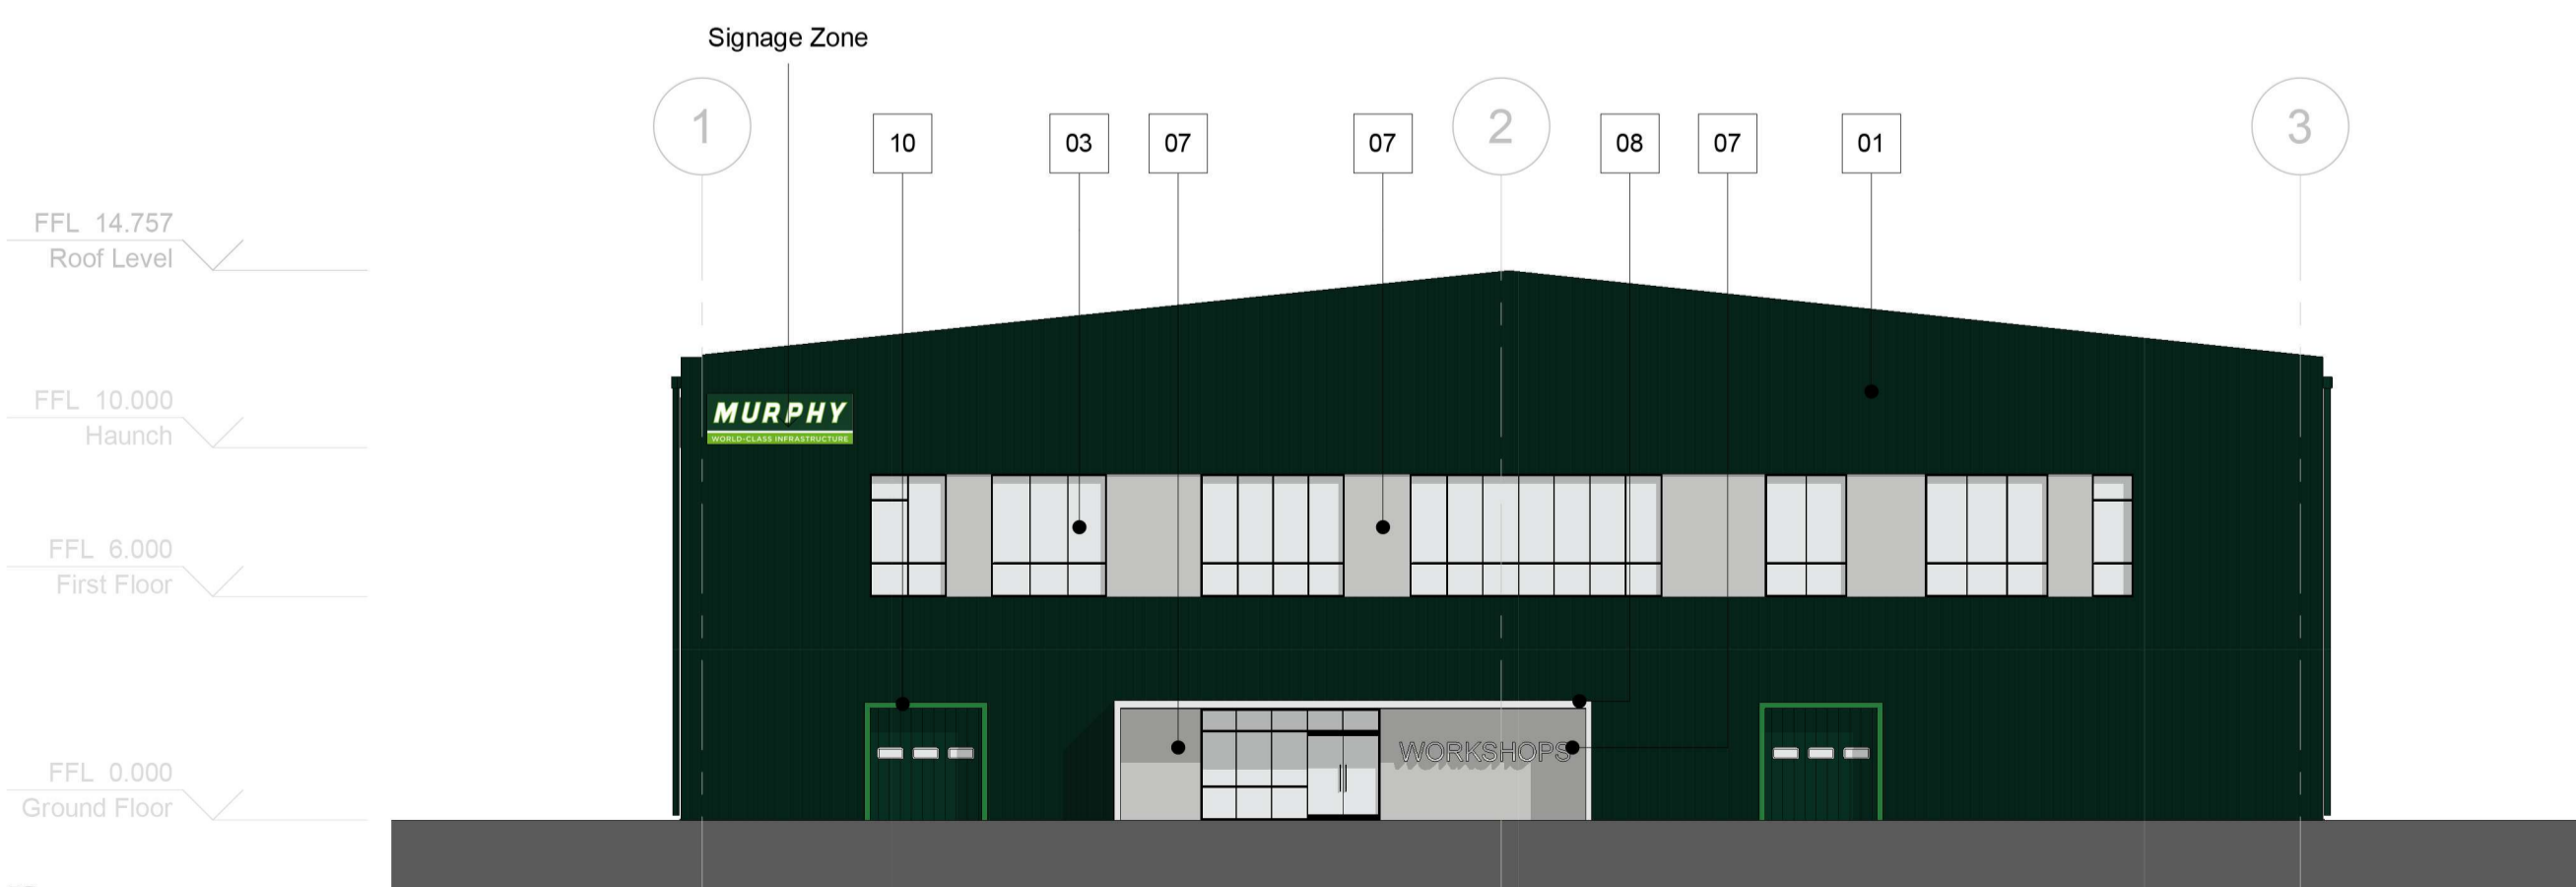 Signage Zone
1
10
03
07
07
2
08
07
01
3
FFL 14.757
Roof Level
FFL 10.000
Haunch
MURPHY
WORLD-CLASS INFRASTRUCTURE
FFL 6.000
First Floor
WORKSHOPS
FFL 0.000
Ground Floor